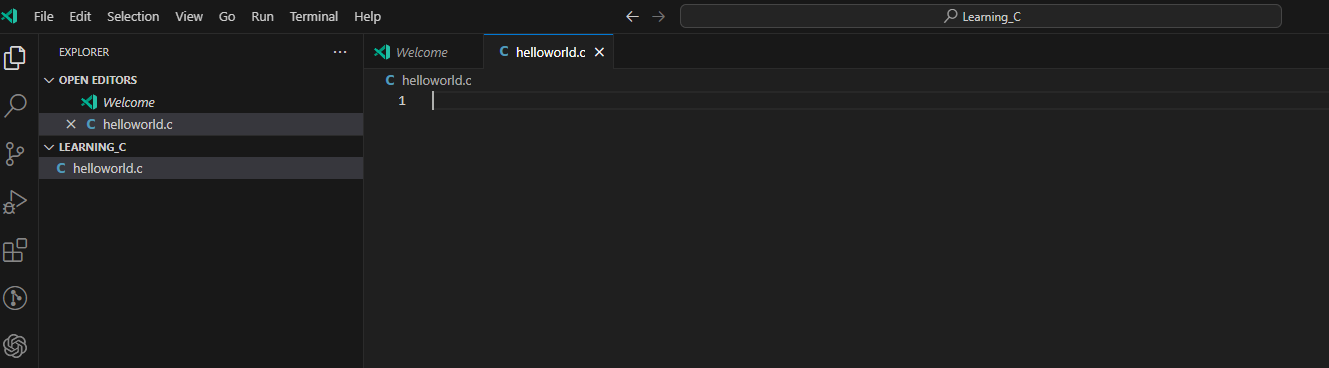 File Edit Selection View Go Run Terminal Help
Learning_C
EXPLORER
OPEN EDITORS
Welcome
helloworld.c
LEARNING_C
C helloworld.c
Welcome
C helloworld.c
C helloworld.c
1